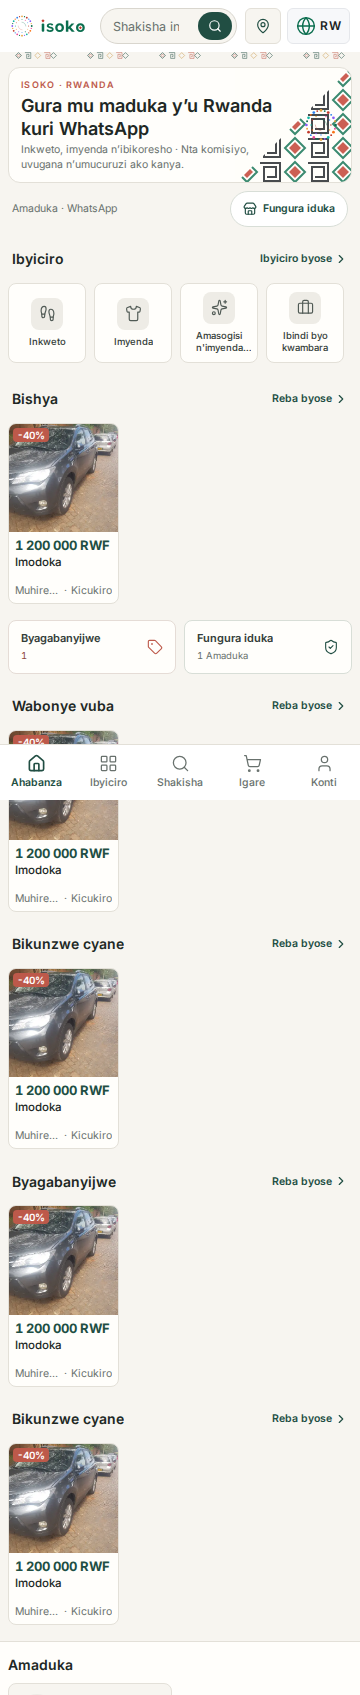 isoko
Shakisha in
RW
ISOKO · RWANDA
Gura mu maduka y’u Rwanda
kuri WhatsApp
Inkweto, imyenda n’ibikoresho · Nta komisiyo,
uvugana n’umucuruzi ako kanya.
Amaduka · WhatsApp
Fungura iduka
Ibyiciro
Ibyiciro byose
Inkweto
Imyenda
Amasogisi
n’imyenda...
Ibindi byo
kwambara
Bishya
Reba byose
-40%
1 200 000 RWF
Imodoka
Muhire... · Kicukiro
Byagabanyijwe
1
Fungura iduka
1 Amaduka
Wabonye vuba
Reba byose
-40%
Ahabanza
Ibyiciro
Shakisha
Igare
Konti
1 200 000 RWF
Imodoka
Muhire... · Kicukiro
Bikunzwe cyane
Reba byose
-40%
1 200 000 RWF
Imodoka
Muhire... · Kicukiro
Byagabanyijwe
Reba byose
-40%
1 200 000 RWF
Imodoka
Muhire... · Kicukiro
Bikunzwe cyane
Reba byose
-40%
1 200 000 RWF
Imodoka
Muhire... · Kicukiro
Amaduka